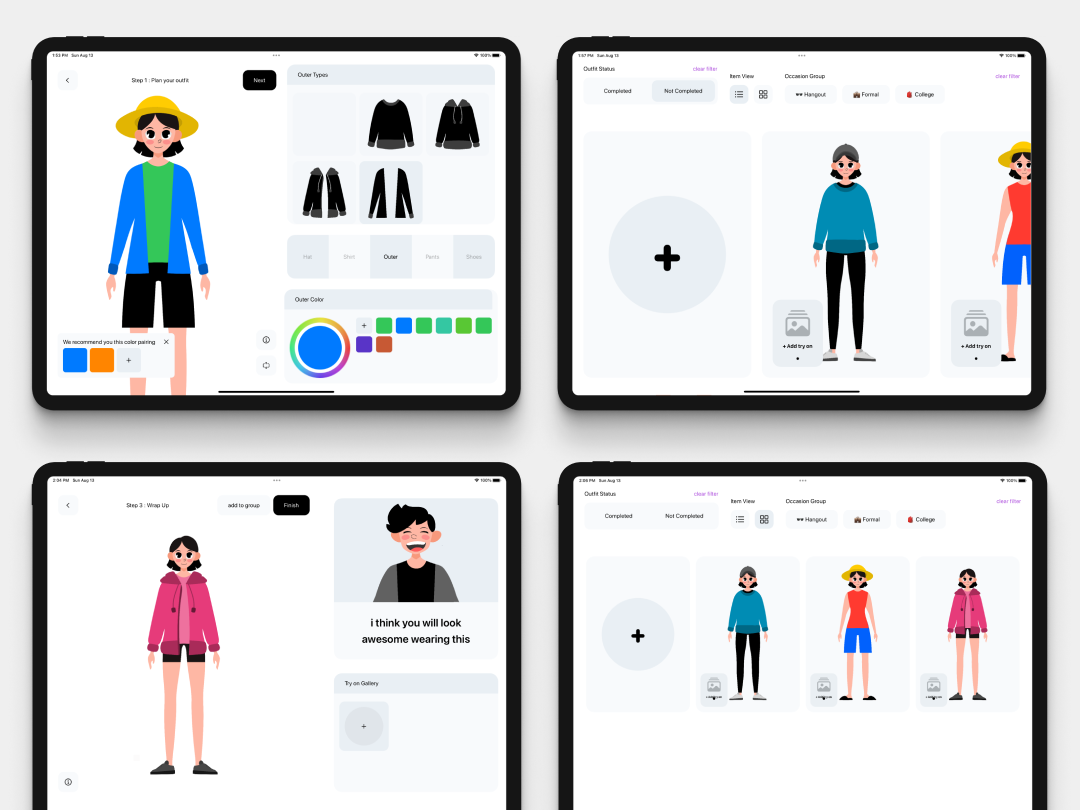 1:53 PM Sun Aug 13
100%
Step 1 : Plan your outfit
Next
Outer Types
Hat
Shirt
Outer
Pants
Shoes
Outer Color
We recommend you this color pairing
1:57 PM Sun Aug 13
100%
Outfit Status
clear filter
Completed
Not Completed
Item View
Occasion Group
clear filter
Hangout
Formal
College
+ Add try on
+ Add try on
2:04 PM Sun Aug 13
100%
Step 3 : Wrap Up
add to group
Finish
i think you will look
awesome wearing this
Try on Gallery
2:08 PM Sun Aug 13
100%
Outfit Status
clear filter
Completed
Not Completed
Item View
Occasion Group
clear filter
Hangout
Formal
College